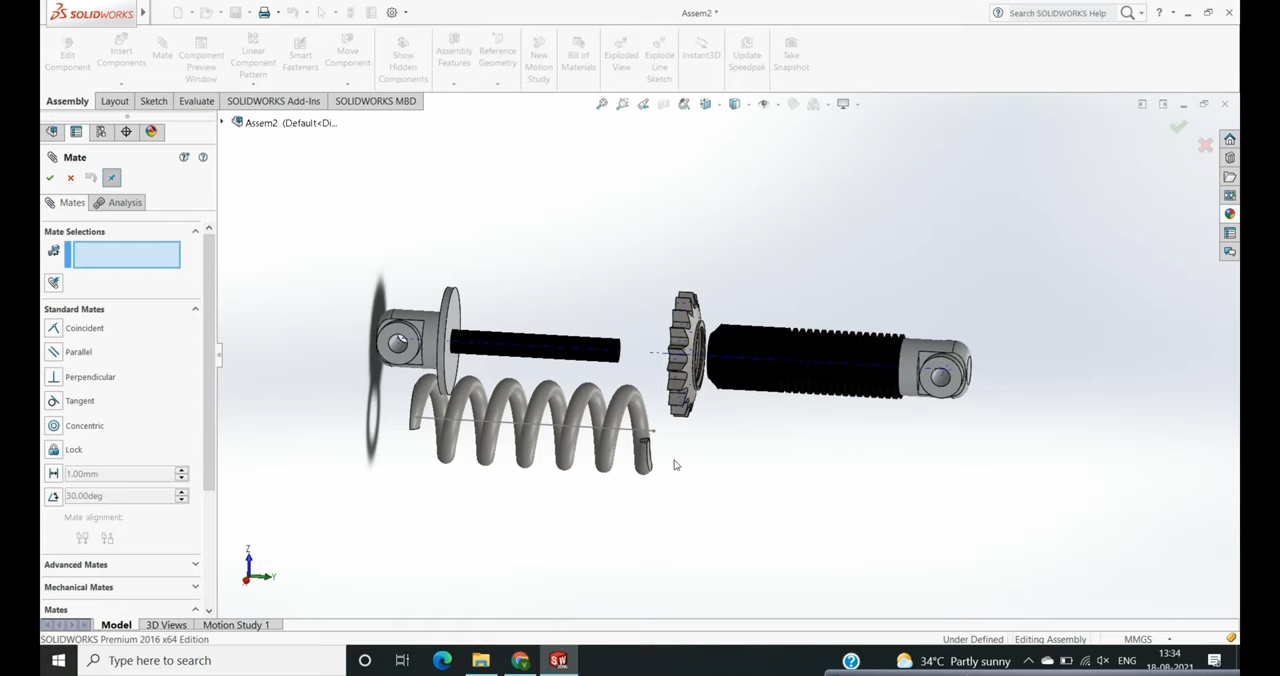 SOLIDWORKS
Assem2 *
Search SOLIDWORKS Help
?
Edit Component
Insert Components
Mate
Component Preview Window
Linear Component Pattern
Smart Fasteners
Move Component
Show Hidden Components
Assembly Features
Reference Geometry
New Motion Study
Bill of Materials
Exploded View
Explode Line Sketch
Instant3D
Update Speedpak
Take Snapshot
Assembly
Layout
Sketch
Evaluate
SOLIDWORKS Add-Ins
SOLIDWORKS MBD
Assem2 (Default<Di...
Mate
Mates
Analysis
Mate Selections
Standard Mates
Coincident
Parallel
Perpendicular
Tangent
Concentric
Lock
1.00mm
30.00deg
Mate alignment:
Advanced Mates
Mechanical Mates
Mates
Z
Y
Model
3D Views
Motion Study 1
SOLIDWORKS Premium 2016 x64 Edition
Under Defined
Editing Assembly
MMGS
Type here to search
34°C Partly sunny
ENG
13:34
18-08-2021